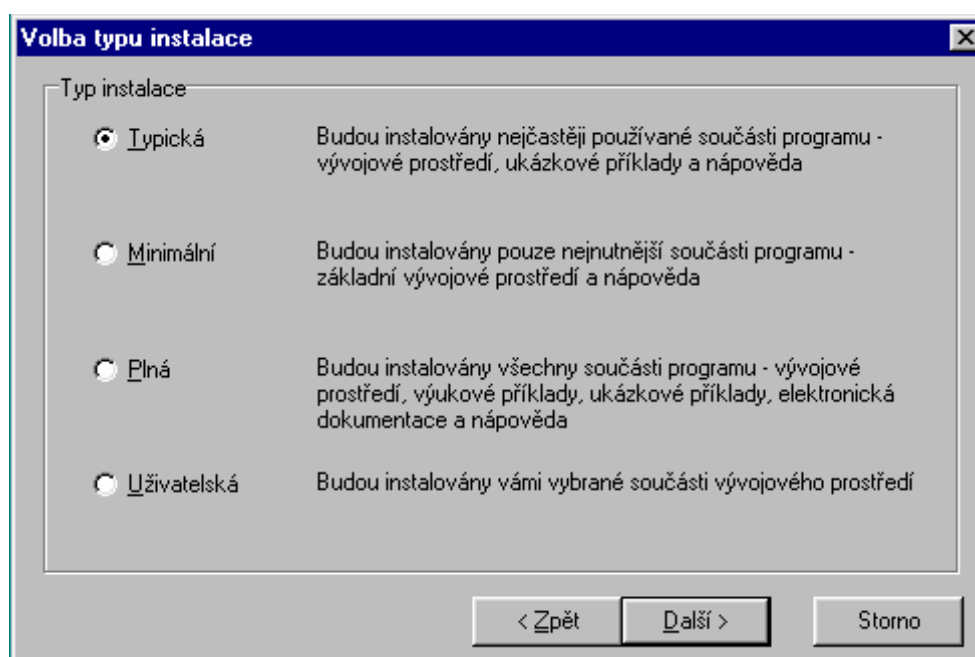 Volba typu instalace
Typ instalace
Typická
Budou instalovány nejčastěji používané součásti programu -
vývojové prostředí, ukázkové příklady a nápověda
Minimální
Budou instalovány pouze nejnutnější součásti programu -
základní vývojové prostředí a nápověda
Plná
Budou instalovány všechny součásti programu - vývojové
prostředí, výukové příklady, ukázkové příklady, elektronická
dokumentace a nápověda
Uživatelská
Budou instalovány vámi vybrané součásti vývojového prostředí
< Zpět
Další >
Storno